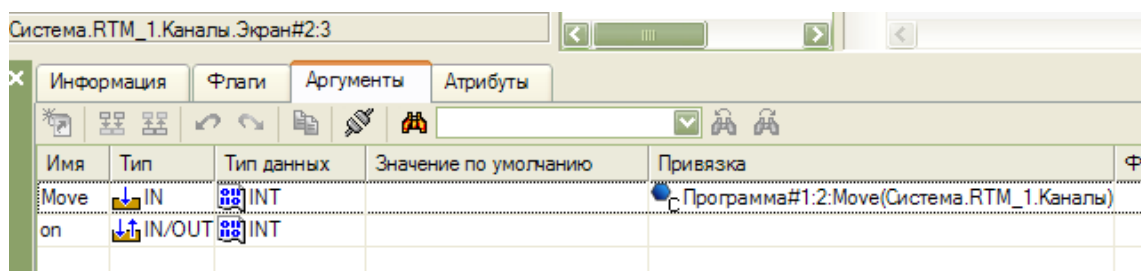 Система.RTM_1.Каналы.Экран#2:3
Информация Флаги Аргументы Атрибуты
Имя Тип Тип данных Значение по умолчанию Привязка Ф
Move IN INT Программа#1:2:Move(Система.RTM_1.Каналы)
on IN/OUT INT